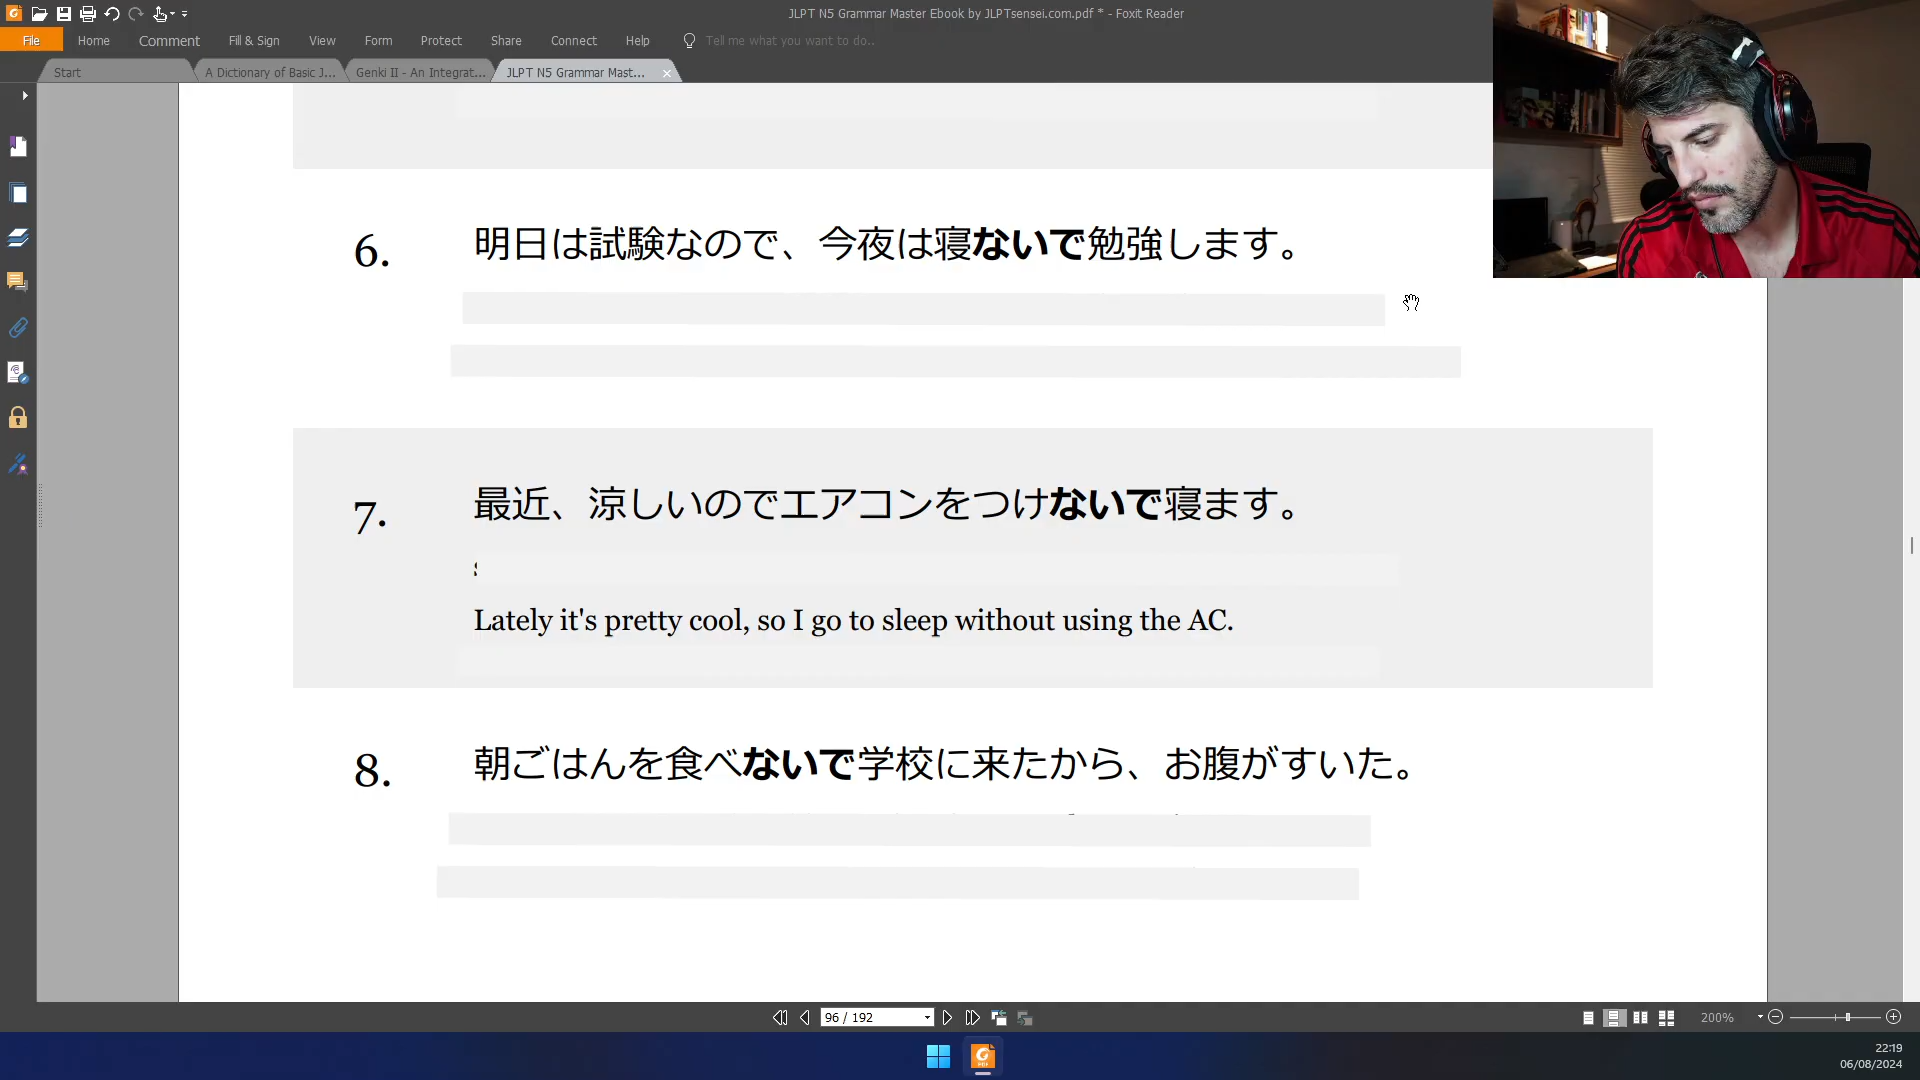 JLPT N5 Grammar Master Ebook by JLPTsensei.com.pdf * - Foxit Reader
File Home Comment Fill & Sign View Form Protect Share Connect Help Tell me what you want to do..
Start A Dictionary of Basic J... Genki II - An Integrat... JLPT N5 Grammar Mast...
6. 明日は試験なので、今夜は寝ないで勉強します。
7. 最近、涼しいのでエアコンをつけないで寝ます。
Lately it's pretty cool, so I go to sleep without using the AC.
8. 朝ごはんを食べないで学校に来たから、お腹がすいた。
96 / 192 200%
22:19
06/08/2024